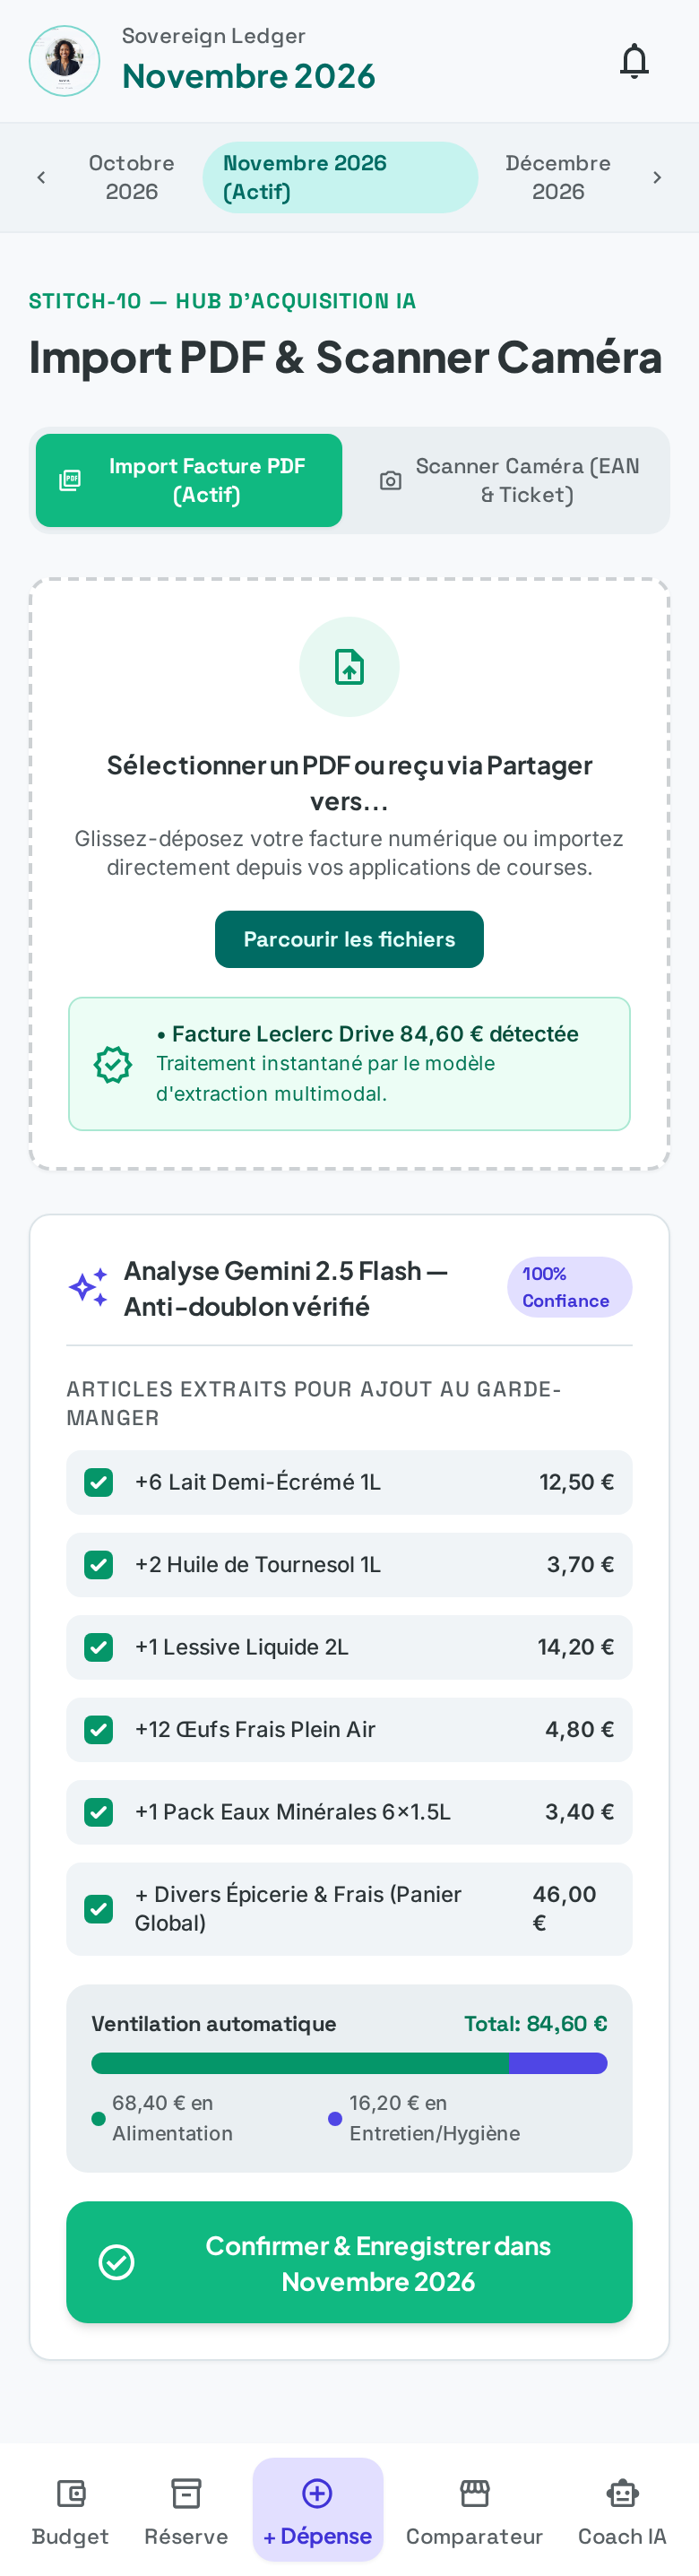 Sovereign Ledger
Novembre 2026
Octobre
2026
Novembre 2026
(Actif)
Décembre
2026
STITCH-10 — HUB D'ACQUISITION IA
Import PDF & Scanner Caméra
Import Facture PDF
(Actif)
Scanner Caméra (EAN
& Ticket)
Sélectionner un PDF ou reçu via Partager
vers...
Glissez-déposez votre facture numérique ou importez
directement depuis vos applications de courses.
Parcourir les fichiers
• Facture Leclerc Drive 84,60 € détectée
Traitement instantané par le modèle
d'extraction multimodal.
Analyse Gemini 2.5 Flash —
Anti-doublon vérifié
100%
Confiance
ARTICLES EXTRAITS POUR AJOUT AU GARDE-
MANGER
+6 Lait Demi-Écrémé 1L 12,50 €
+2 Huile de Tournesol 1L 3,70 €
+1 Lessive Liquide 2L 14,20 €
+12 Œufs Frais Plein Air 4,80 €
+1 Pack Eaux Minérales 6×1.5L 3,40 €
+ Divers Épicerie & Frais (Panier
Global)
46,00
€
Ventilation automatique Total: 84,60 €
68,40 € en
Alimentation
16,20 € en
Entretien/Hygiène
Confirmer & Enregistrer dans
Novembre 2026
Budget
Réserve
+ Dépense
Comparateur
Coach IA